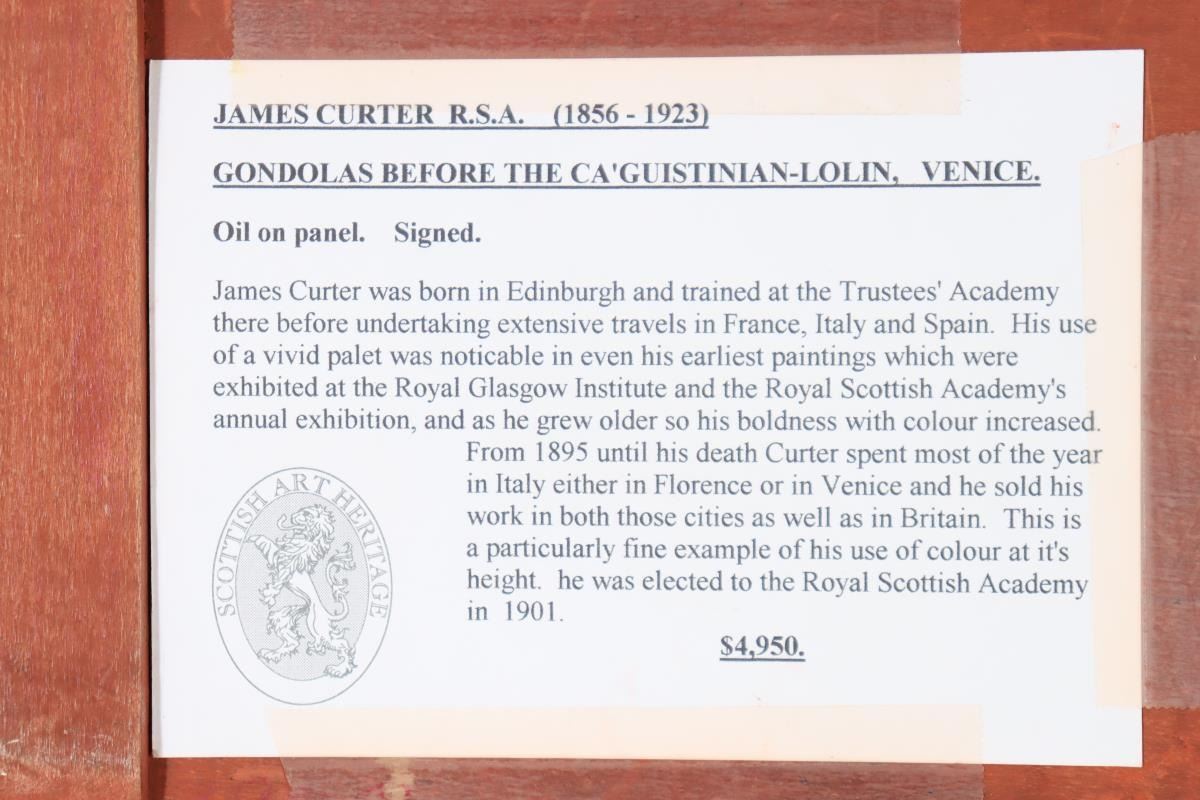 JAMES CURTER R.S.A. (1856 - 1923)
GONDOLAS BEFORE THE CA'GUISTINIAN-LOLIN, VENICE.
Oil on panel. Signed.
James Curter was born in Edinburgh and trained at the Trustees' Academy
there before undertaking extensive travels in France, Italy and Spain. His use
of a vivid palet was noticable in even his earliest paintings which were
exhibited at the Royal Glasgow Institute and the Royal Scottish Academy's
annual exhibition, and as he grew older so his boldness with colour increased.
From 1895 until his death Curter spent most of the year
in Italy either in Florence or in Venice and he sold his
work in both those cities as well as in Britain. This is
a particularly fine example of his use of colour at it's
height. he was elected to the Royal Scottish Academy
in 1901.
$4,950.
SCOTTISH ART HERITAGE